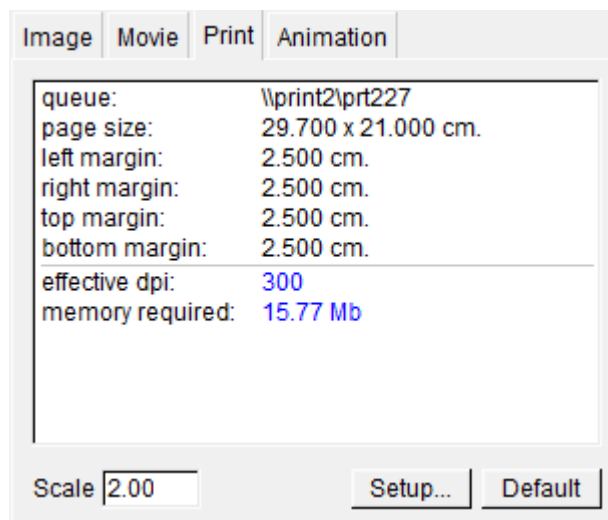 Image Movie Print Animation
queue: \\print2\prt227
page size: 29.700 x 21.000 cm.
left margin: 2.500 cm.
right margin: 2.500 cm.
top margin: 2.500 cm.
bottom margin: 2.500 cm.
effective dpi: 300
memory required: 15.77 Mb
Scale 2.00 Setup... Default